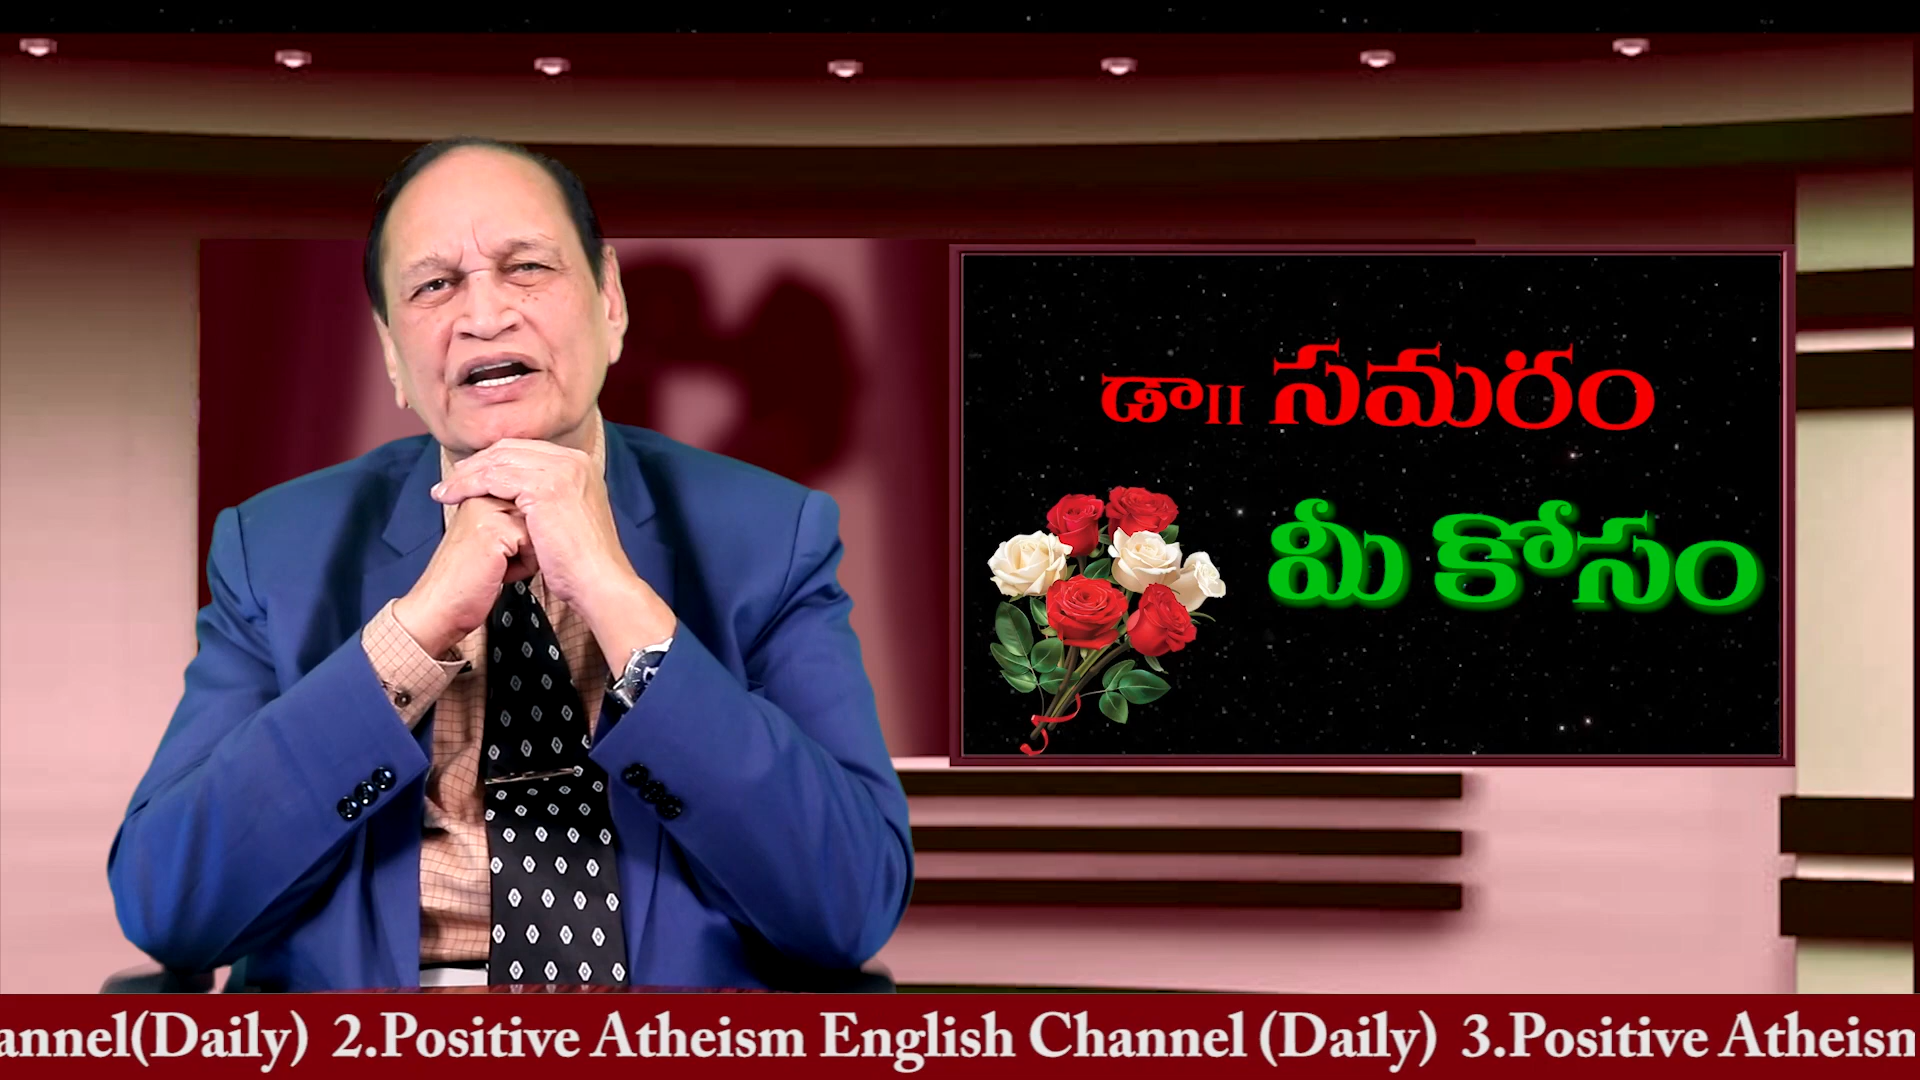 డా|| సమరం
మీ కోసం
annel(Daily) 2.Positive Atheism English Channel (Daily) 3.Positive Atheism